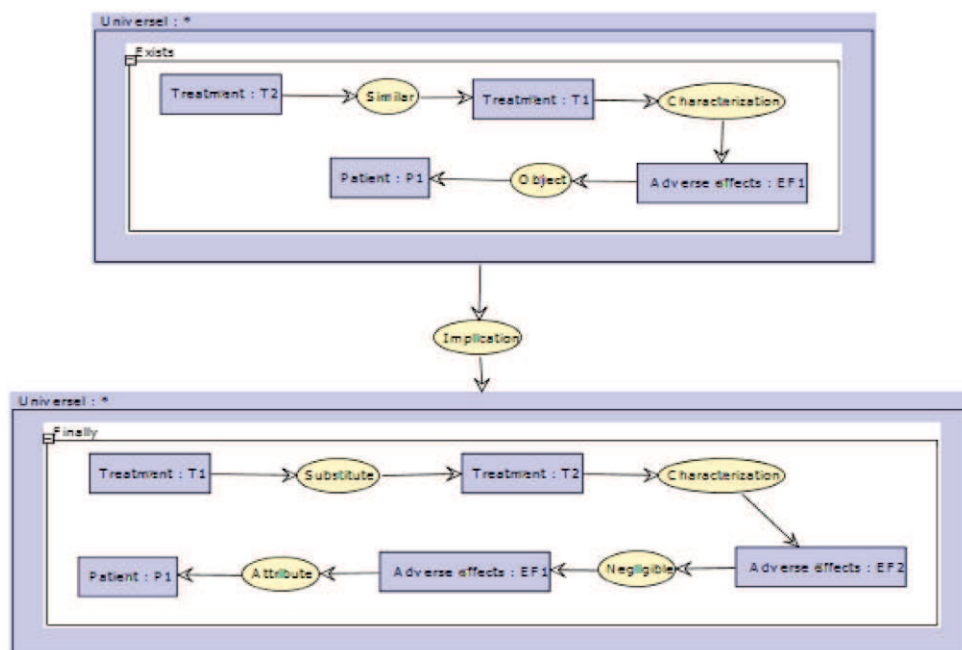 Universel : *
Exists
Treatment : T2
Similar
Treatment : T1
Characterization
Patient : P1
Object
Adverse effects : EF1
Implication
Universel : *
Finally
Treatment : T1
Substitute
Treatment : T2
Characterization
Patient : P1
Attribute
Adverse effects : EF1
Negligible
Adverse effects : EF2